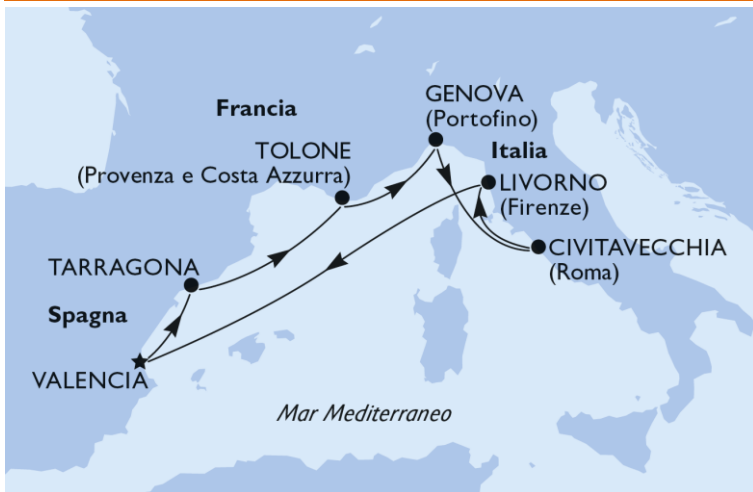 Francia
GENOVA
(Portofino)
TOLONE
(Provenza e Costa Azzurra)
Italia
LIVORNO
(Firenze)
CIVITAVECCHIA
(Roma)
TARRAGONA
Spagna
VALENCIA
Mar Mediterraneo